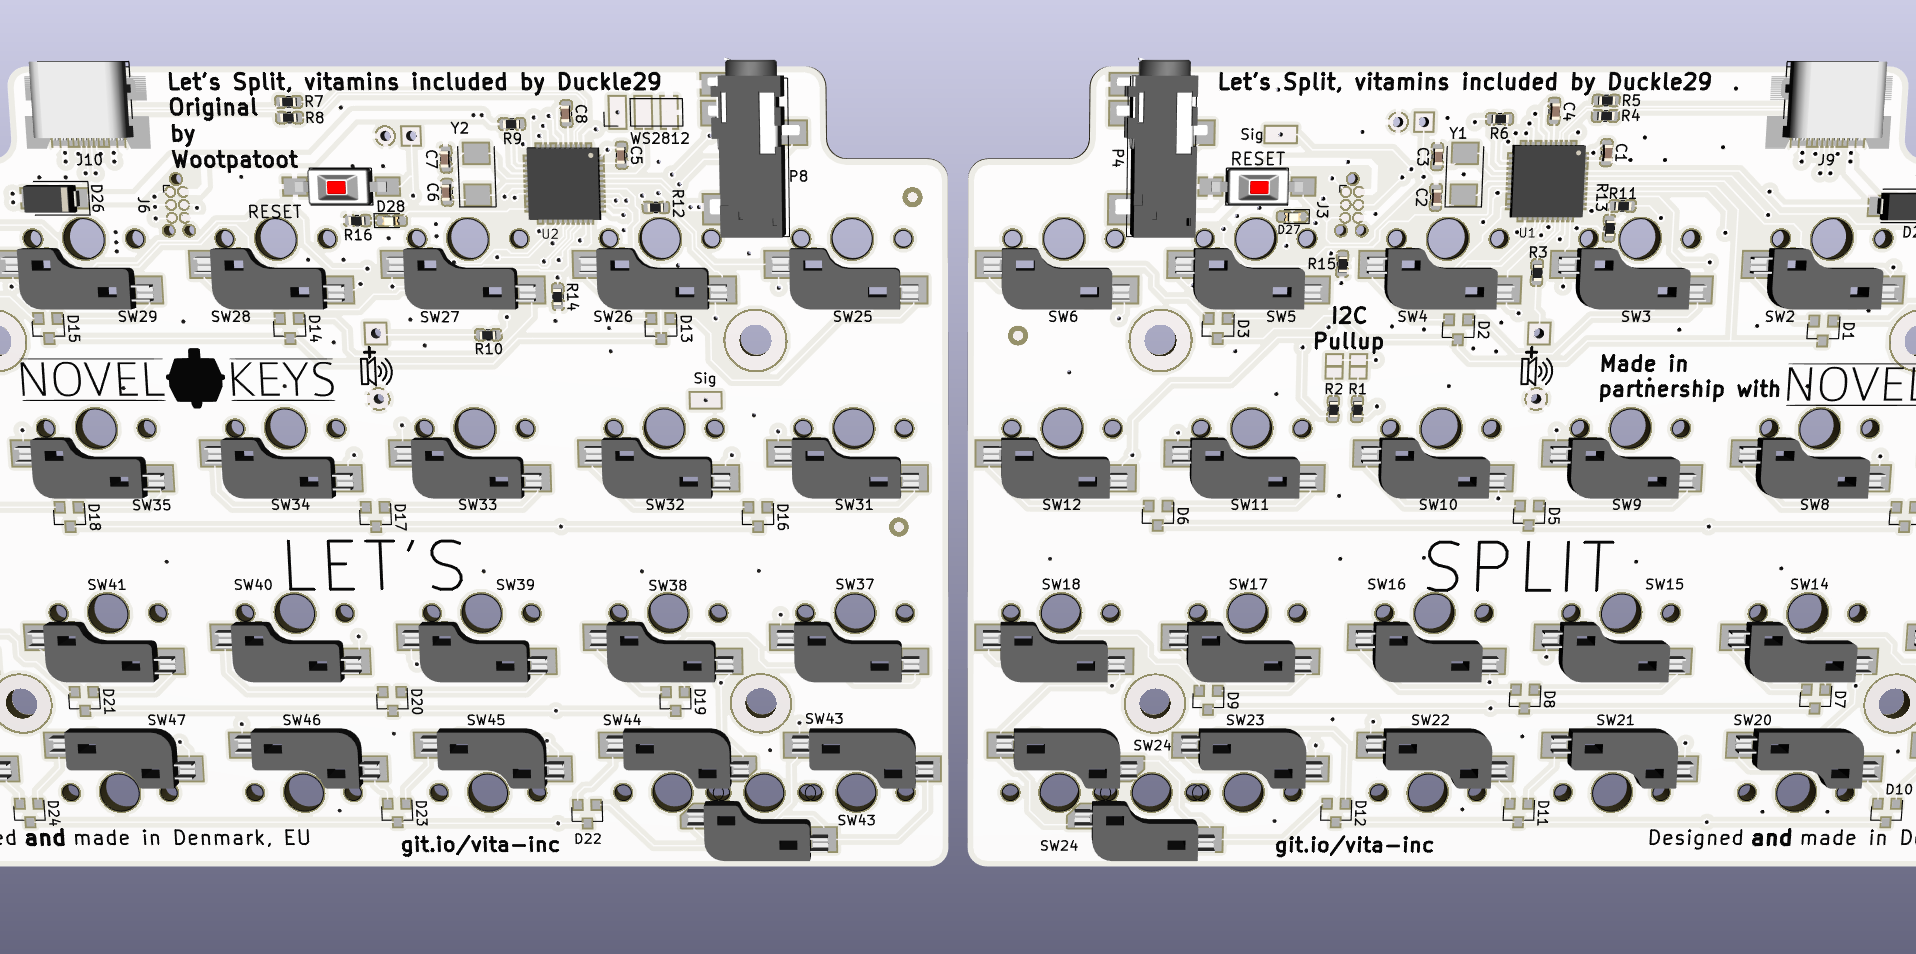 Let's Split, vitamins included by Duckle29
Original
by
Wootpatoot
R7
R8
J10
D26
J6
RESET
R16
D28
Y2
C7
C6
R9
C8
C5
WS2812
U2
R12
P8
SW29
SW28
SW27
SW26
SW25
D15
D14
R14
D13
R10
NOVEL KEYS
+
Sig
SW35
SW34
SW33
SW32
SW31
D18
D17
D16
LET'S
SW41
SW40
SW39
SW38
SW37
D21
D20
D19
SW47
SW46
SW45
SW44
SW43
D24
D23
D22
SW43
ed and made in Denmark, EU
git.io/vita-inc
Let's Split, vitamins included by Duckle29
P4
Sig
RESET
D27
J3
C3
C2
Y1
R6
C4
R5
R4
C1
J9
R13
R11
U1
R3
R15
SW6
SW5
SW4
SW3
SW2
D3
D2
D1
I2C
Pullup
R2
R1
+
Made in
partnership with NOVEL
SW12
SW11
SW10
SW9
SW8
D6
D5
SPLIT
SW18
SW17
SW16
SW15
SW14
D9
D8
D7
SW24
SW23
SW22
SW21
SW20
D12
D11
D10
SW24
git.io/vita-inc
Designed and made in D